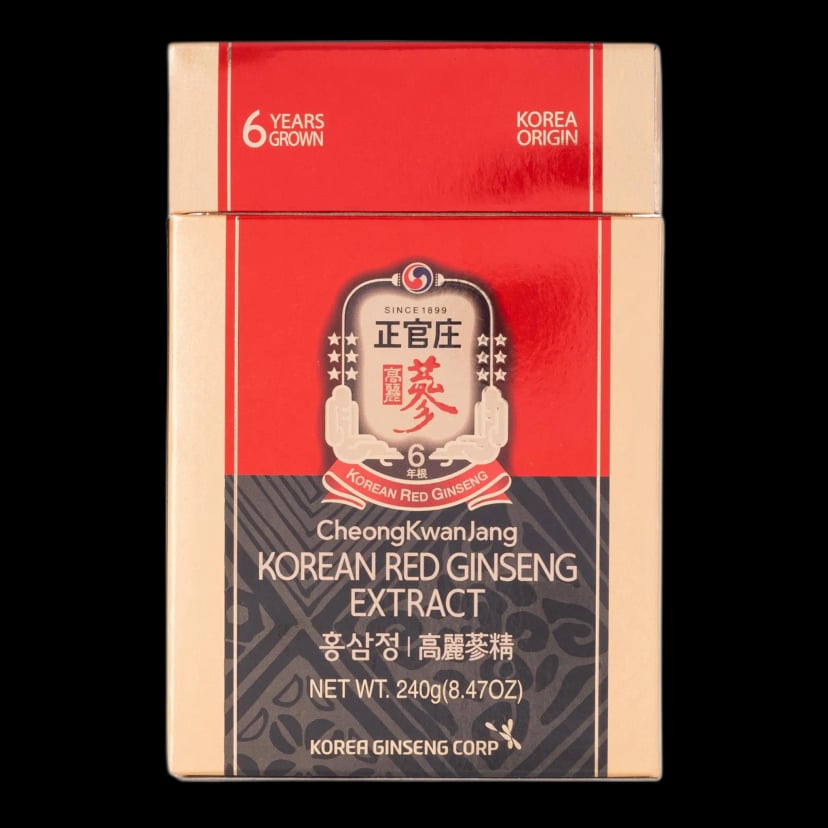 6 YEARS GROWN
KOREA
ORIGIN
SINCE 1899
正官庄
高麗
蔘
6
年根
KOREAN RED GINSENG
CheongKwanJang
KOREAN RED GINSENG
EXTRACT
홍삼정 | 高麗蔘精
NET WT. 240g(8.47OZ)
KOREA GINSENG CORP